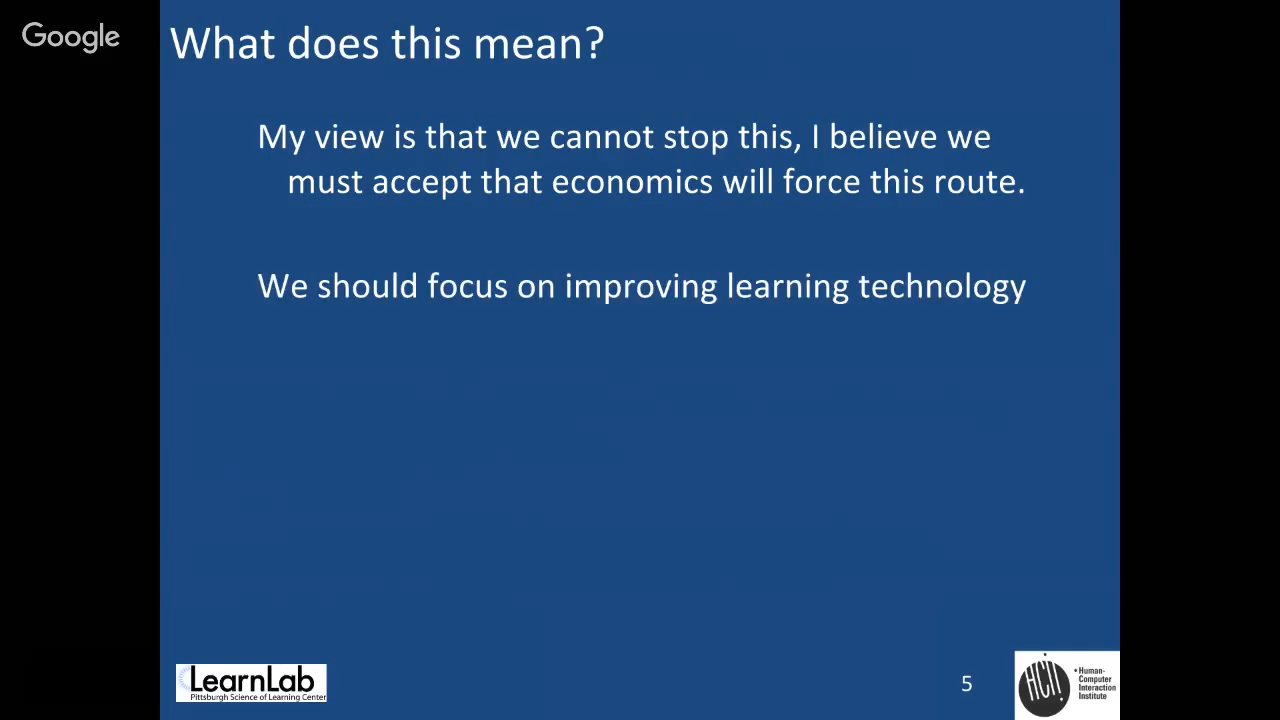 Google
What does this mean?
My view is that we cannot stop this, I believe we
must accept that economics will force this route.
We should focus on improving learning technology
LearnLab
Pittsburgh Science of Learning Center
5
HCII
• Human-
Computer
Interaction
Institute